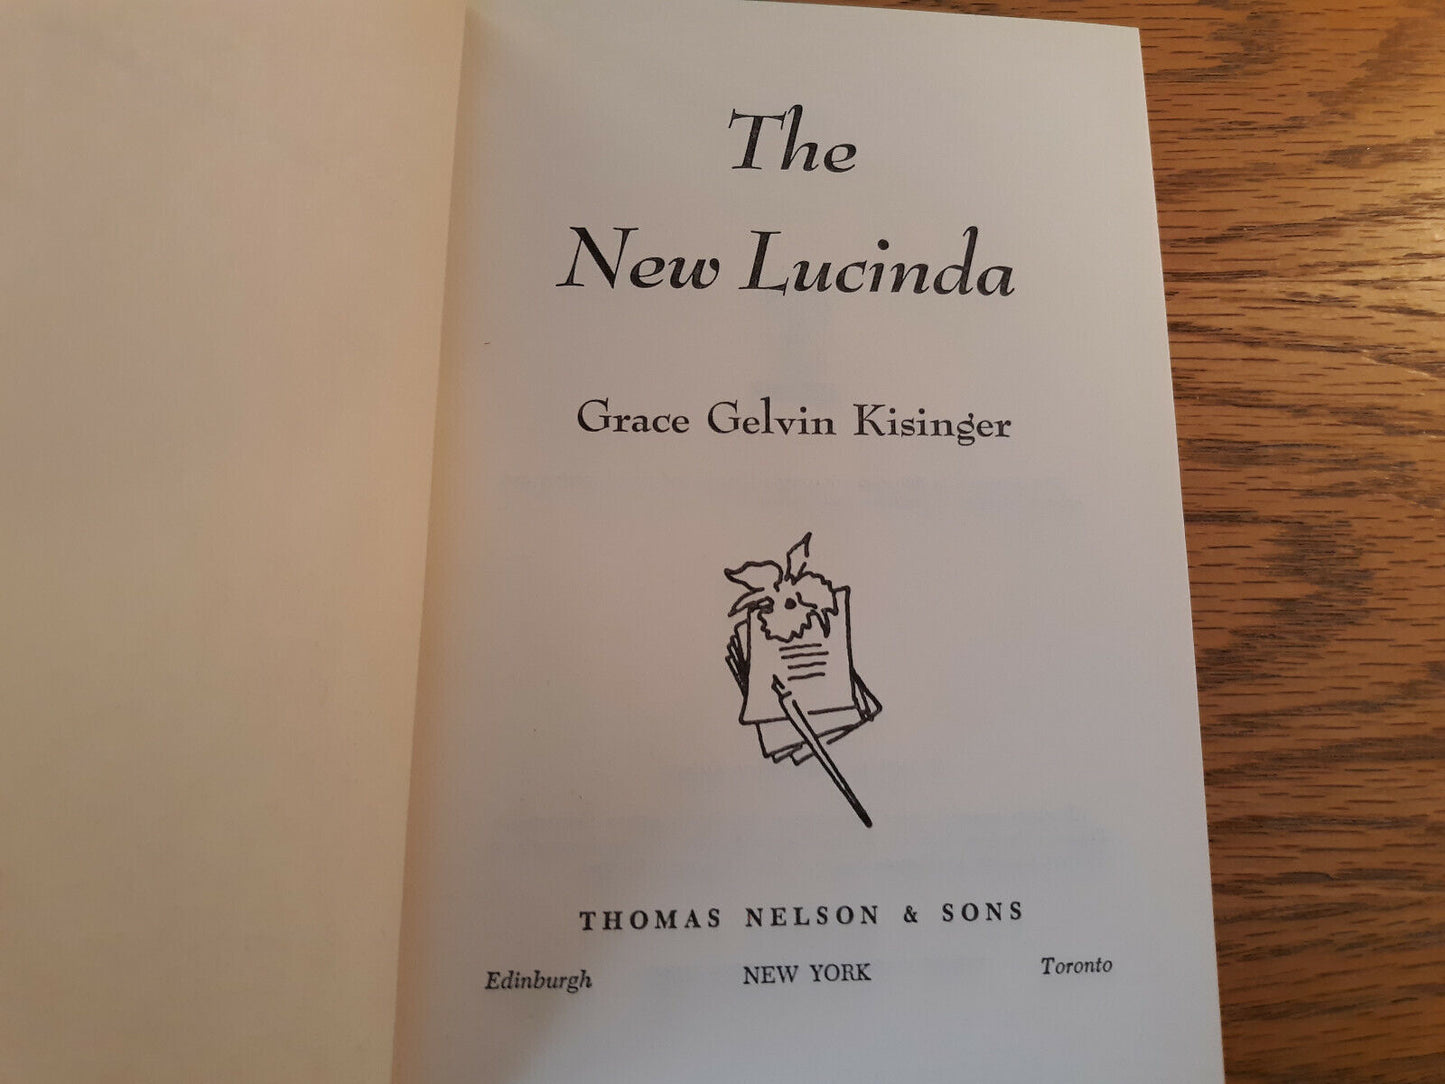 The
New Lucinda
Grace Gelvin Kisinger
THOMAS NELSON & SONS
Edinburgh NEW YORK Toronto